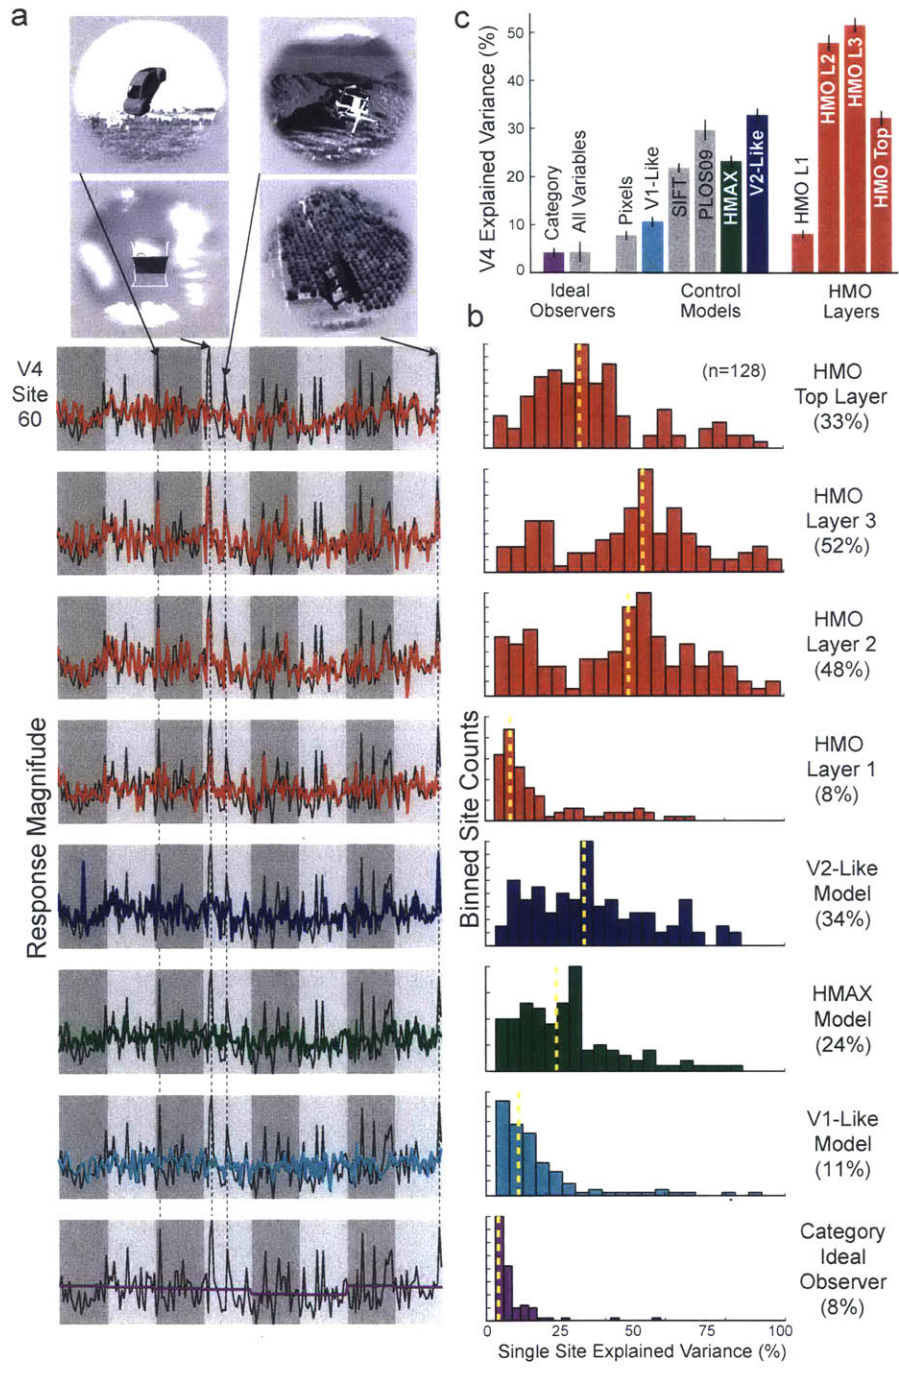 a
V4
Site
60
Response Magnifude
c
V4 Explained Variance (%)
50
40
30
20
10
0
Category
All Variables
Pixels
V1-Like
SIFT
PLOS09
HMAX
V2-Like
HMO L1
HMO L2
HMO L3
HMO Top
Ideal
Observers
Control
Models
HMO
Layers
b
Binned Site Counts
(n=128)
HMO
Top Layer
(33%)
HMO
Layer 3
(52%)
HMO
Layer 2
(48%)
HMO
Layer 1
(8%)
V2-Like
Model
(34%)
HMAX
Model
(24%)
V1-Like
Model
(11%)
Category
Ideal
Observer
(8%)
0 25 50 75 100
Single Site Explained Variance (%)